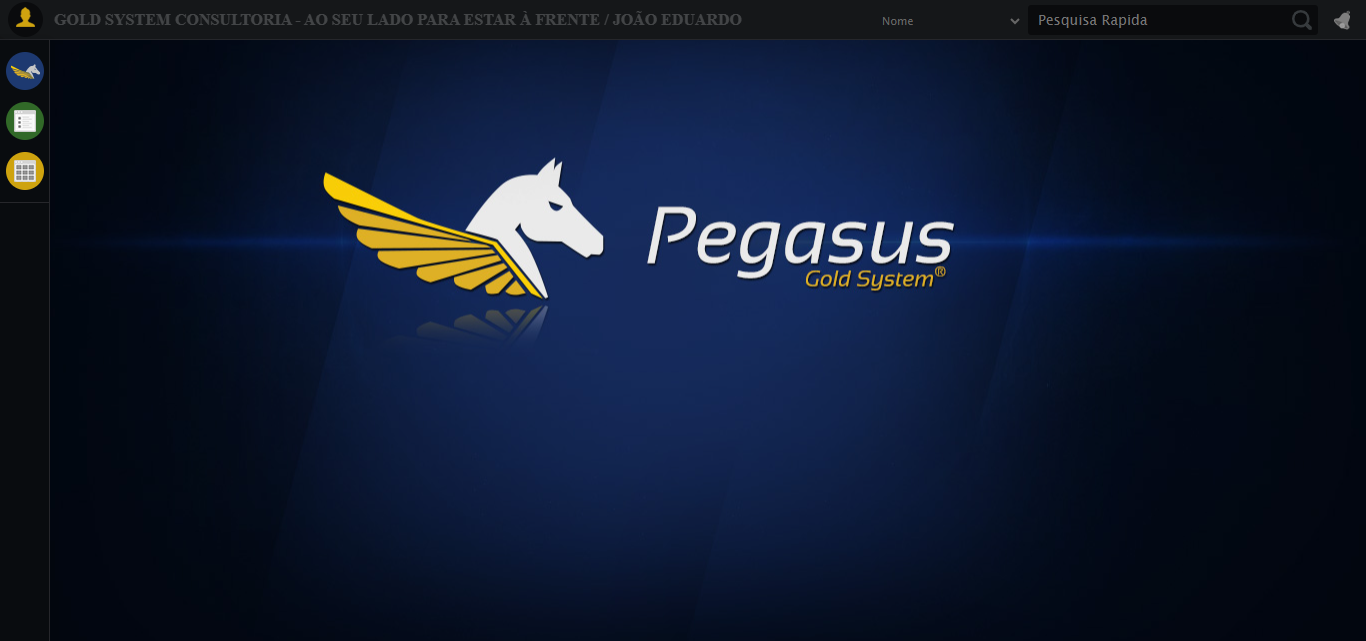 GOLD SYSTEM CONSULTORIA - AO SEU LADO PARA ESTAR À FRENTE / JOÃO EDUARDO
Nome
Pesquisa Rapida
Pegasus
Gold System®